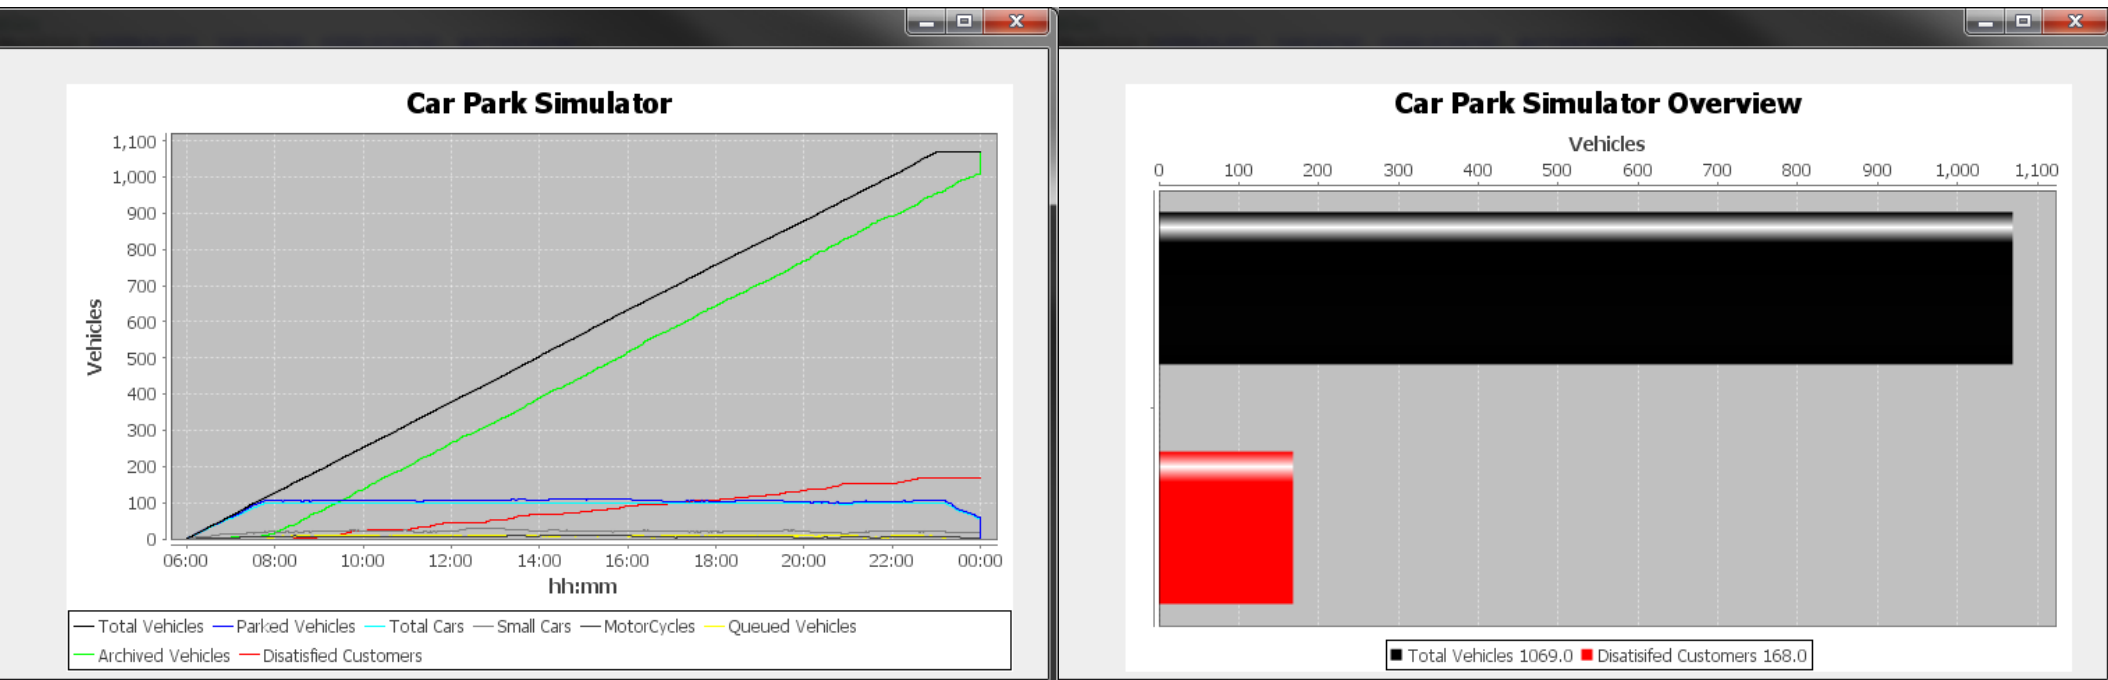 Car Park Simulator
1,100
1,000
900
800
700
600
500
400
300
200
100
0
Vehicles
06:00 08:00 10:00 12:00 14:00 16:00 18:00 20:00 22:00 00:00
hh:mm
Total Vehicles Parked Vehicles Total Cars Small Cars MotorCycles Queued Vehicles
Archived Vehicles Disatisfied Customers
Car Park Simulator Overview
Vehicles
0 100 200 300 400 500 600 700 800 900 1,000 1,100
Total Vehicles 1069.0 Disatisifed Customers 168.0